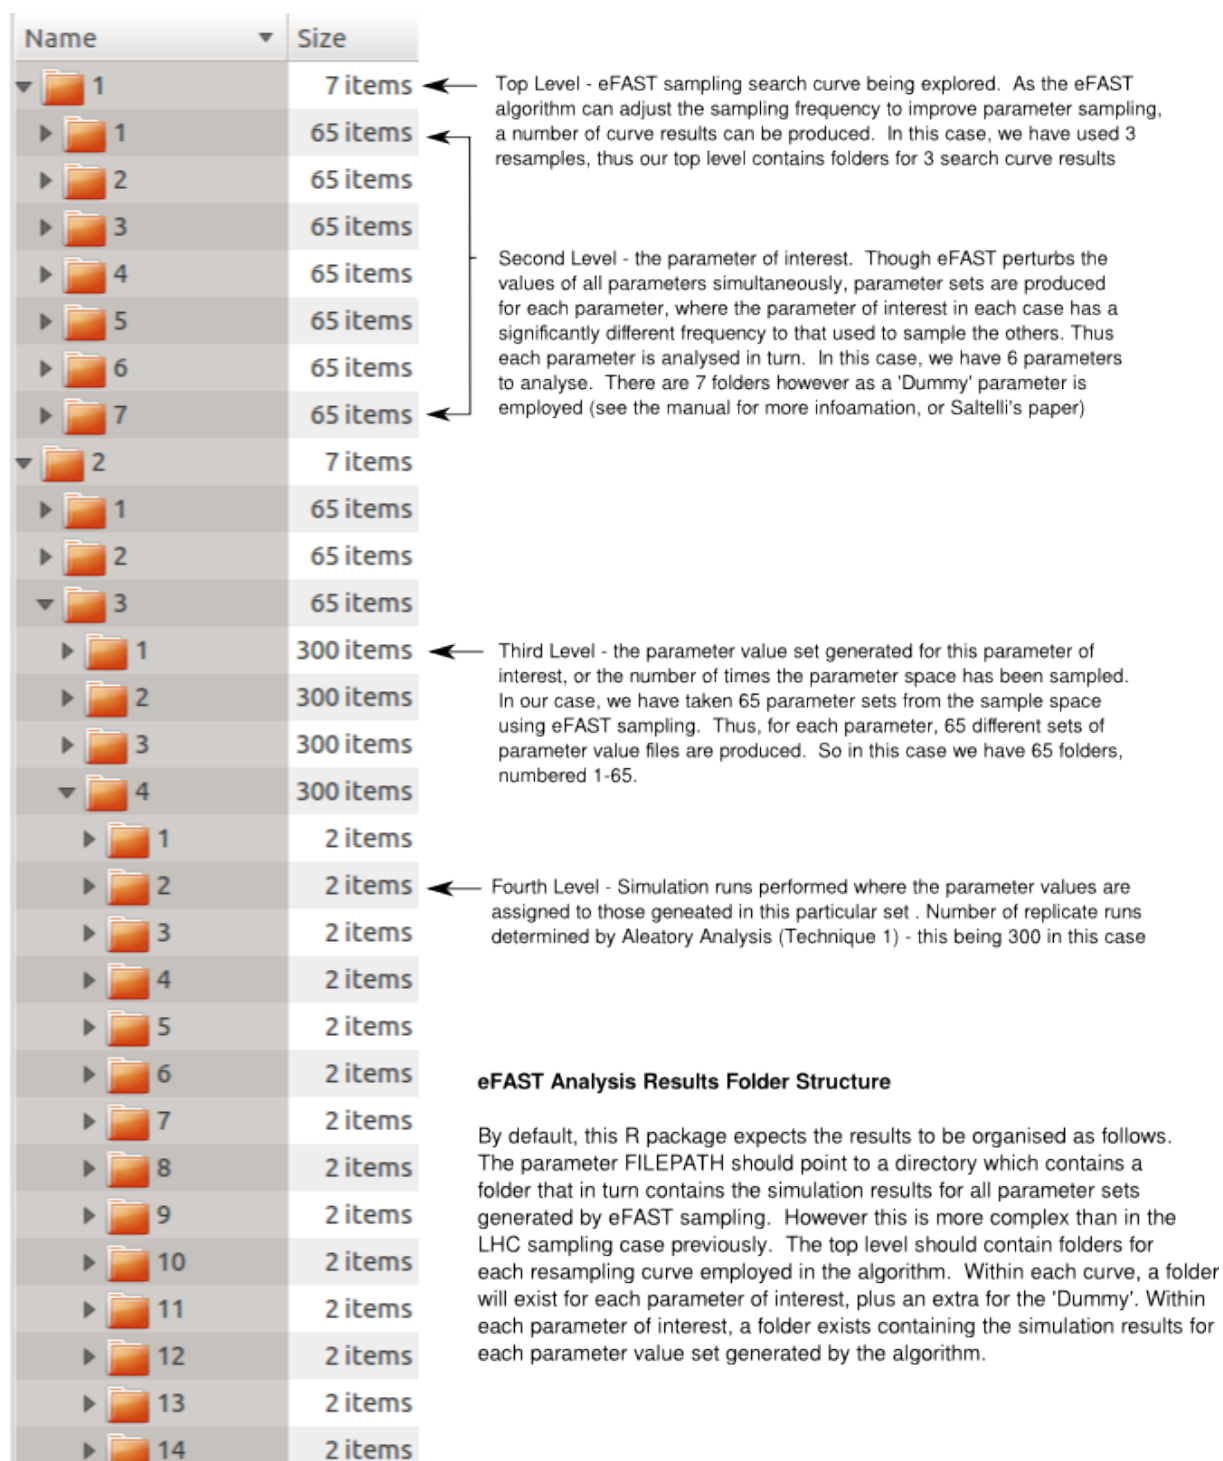 Name Size
1 7 items
1 65 items
2 65 items
3 65 items
4 65 items
5 65 items
6 65 items
7 65 items
2 7 items
1 65 items
2 65 items
3 65 items
1 300 items
2 300 items
3 300 items
4 300 items
1 2 items
2 2 items
3 2 items
4 2 items
5 2 items
6 2 items
7 2 items
8 2 items
9 2 items
10 2 items
11 2 items
12 2 items
13 2 items
14 2 items
Top Level - eFAST sampling search curve being explored. As the eFAST
algorithm can adjust the sampling frequency to improve parameter sampling,
a number of curve results can be produced. In this case, we have used 3
resamples, thus our top level contains folders for 3 search curve results
Second Level - the parameter of interest. Though eFAST perturbs the
values of all parameters simultaneously, parameter sets are produced
for each parameter, where the parameter of interest in each case has a
significantly different frequency to that used to sample the others. Thus
each parameter is analysed in turn. In this case, we have 6 parameters
to analyse. There are 7 folders however as a 'Dummy' parameter is
employed (see the manual for more infoamation, or Saltelli's paper)
Third Level - the parameter value set generated for this parameter of
interest, or the number of times the parameter space has been sampled.
In our case, we have taken 65 parameter sets from the sample space
using eFAST sampling. Thus, for each parameter, 65 different sets of
parameter value files are produced. So in this case we have 65 folders,
numbered 1-65.
Fourth Level - Simulation runs performed where the parameter values are
assigned to those geneated in this particular set . Number of replicate runs
determined by Aleatory Analysis (Technique 1) - this being 300 in this case
eFAST Analysis Results Folder Structure
By default, this R package expects the results to be organised as follows.
The parameter FILEPATH should point to a directory which contains a
folder that in turn contains the simulation results for all parameter sets
generated by eFAST sampling. However this is more complex than in the
LHC sampling case previously. The top level should contain folders for
each resampling curve employed in the algorithm. Within each curve, a folder
will exist for each parameter of interest, plus an extra for the 'Dummy'. Within
each parameter of interest, a folder exists containing the simulation results for
each parameter value set generated by the algorithm.